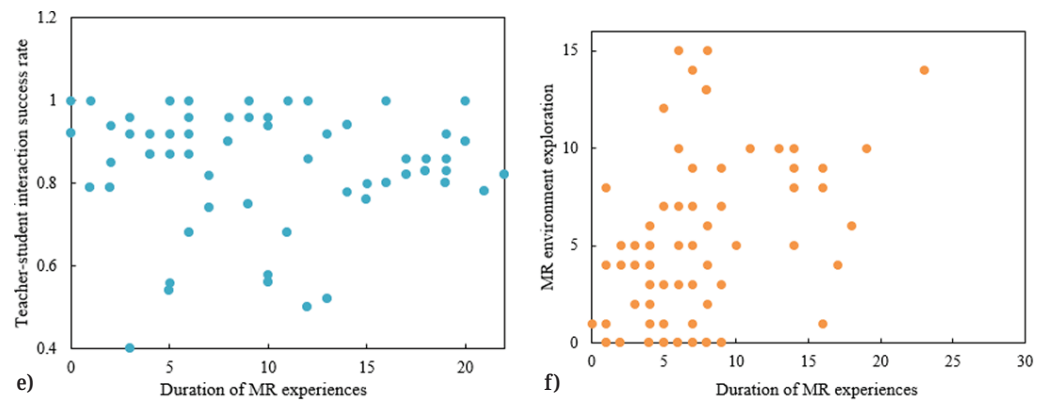 1.2
1
0.8
0.6
0.4
Teacher-student interaction success rate
0 5 10 15 20
Duration of MR experiences
e)
15
10
5
0
MR environment exploration
0 5 10 15 20 25 30
Duration of MR experiences
f)